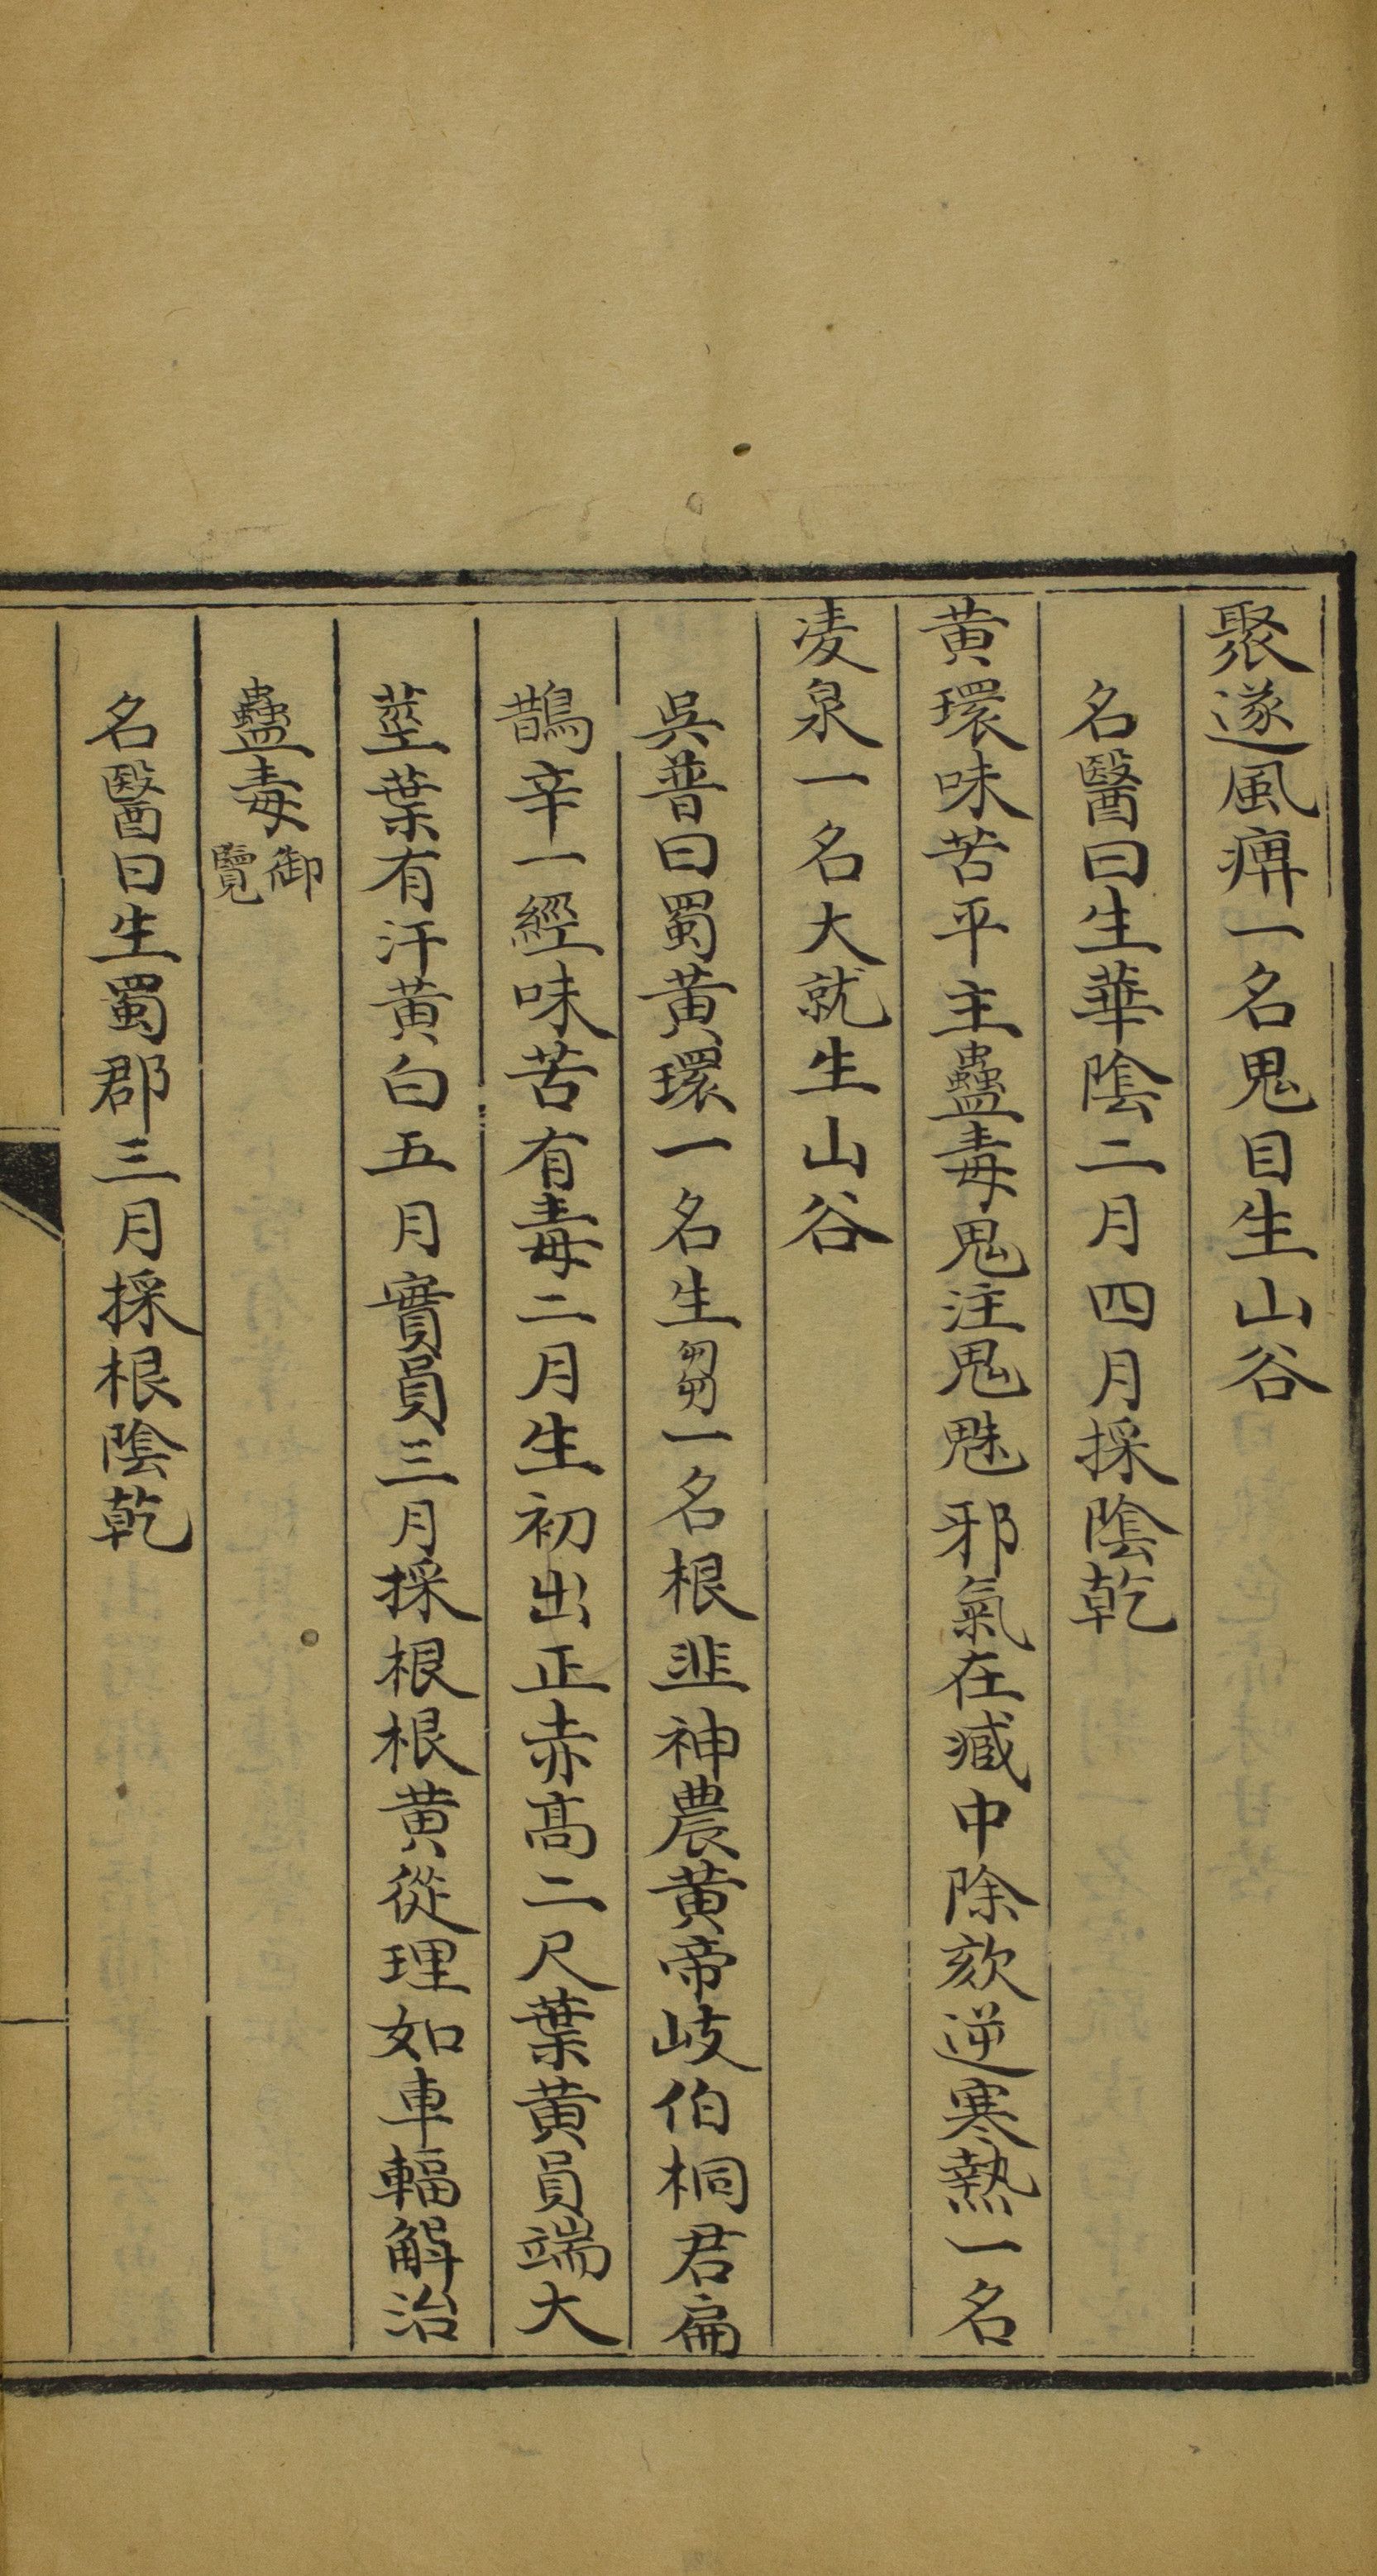 聚遂風痹一名鬼目生山谷
名醫曰生華陰二月四月採陰乾
黃環味苦平主蠱毒鬼注鬼魅邪氣在臧中除欬逆寒熱一名
凌泉一名大就生山谷
吳普曰蜀黃環一名生芻一名根韭神農黃帝岐伯桐君扁
鵲辛一經味苦有毒二月生初出正赤高二尺葉黃員端大
莖葉有汗黃白五月實員三月採根根黃從理如車輻解治
蠱毒御覽
名醫曰生蜀郡三月採根陰乾